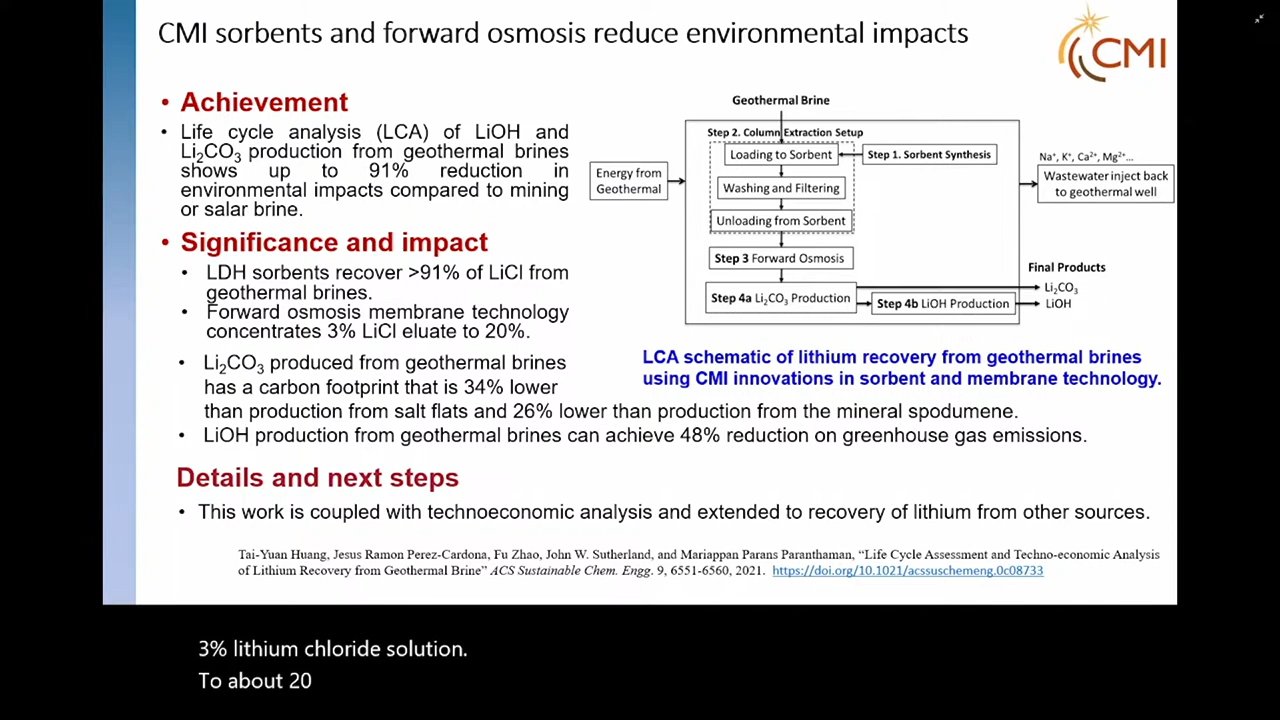 CMI sorbents and forward osmosis reduce environmental impacts
CMI
• Achievement
• Life cycle analysis (LCA) of LiOH and
Li₂CO₃ production from geothermal brines
shows up to 91% reduction in
environmental impacts compared to mining
or salar brine.
• Significance and impact
• LDH sorbents recover >91% of LiCl from
geothermal brines.
• Forward osmosis membrane technology
concentrates 3% LiCl eluate to 20%.
• Li₂CO₃ produced from geothermal brines
has a carbon footprint that is 34% lower
than production from salt flats and 26% lower than production from the mineral spodumene.
• LiOH production from geothermal brines can achieve 48% reduction on greenhouse gas emissions.
Geothermal Brine
Step 2. Column Extraction Setup
Loading to Sorbent
Step 1. Sorbent Synthesis
Energy from
Geothermal
Washing and Filtering
Unloading from Sorbent
Step 3 Forward Osmosis
Step 4a Li₂CO₃ Production
Step 4b LiOH Production
Na⁺, K⁺, Ca²⁺, Mg²⁺...
Wastewater inject back
to geothermal well
Final Products
Li₂CO₃
LiOH
LCA schematic of lithium recovery from geothermal brines
using CMI innovations in sorbent and membrane technology.
Details and next steps
• This work is coupled with technoeconomic analysis and extended to recovery of lithium from other sources.
Tai-Yuan Huang, Jesus Ramon Perez-Cardona, Fu Zhao, John W. Sutherland, and Mariappan Parans Paranthaman, “Life Cycle Assessment and Techno-economic Analysis
of Lithium Recovery from Geothermal Brine” ACS Sustainable Chem. Engg. 9, 6551-6560, 2021. https://doi.org/10.1021/acssuschemeng.0c08733
3% lithium chloride solution.
To about 20